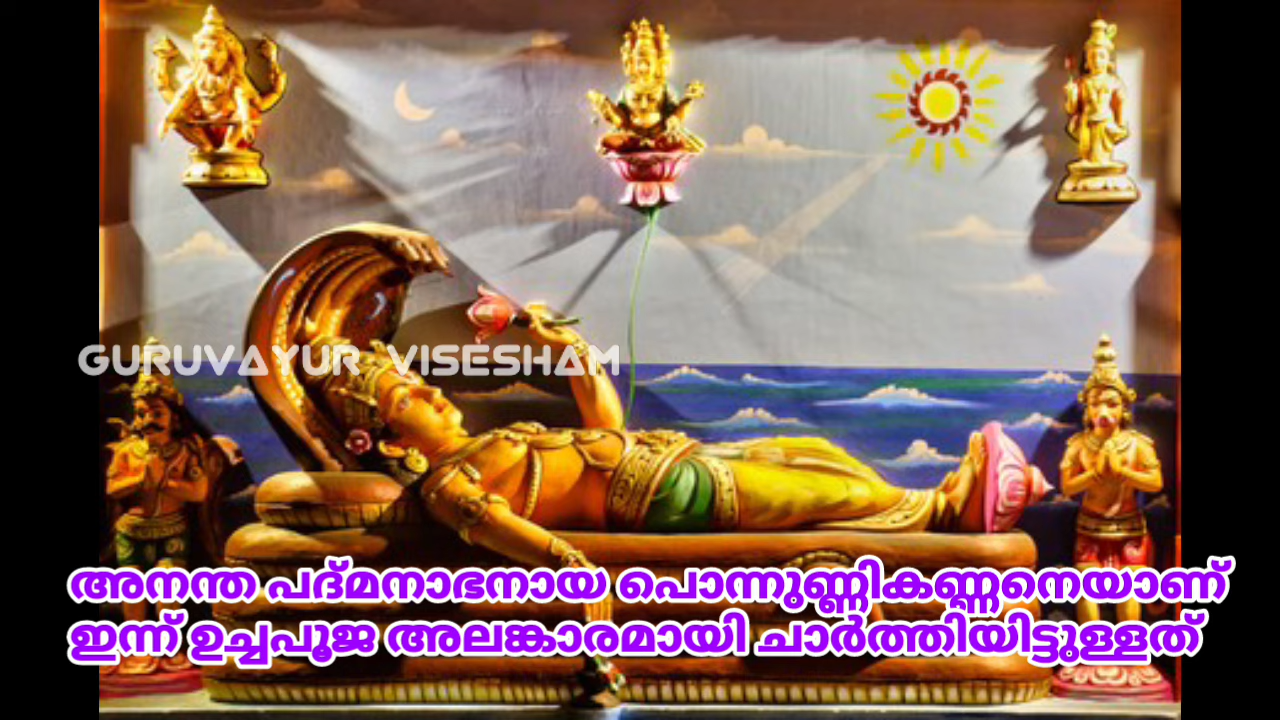 GURUVAYUR VISESHAM
അനന്ത പദ്മനാഭനായ പൊന്നുണ്ണികണ്ണനെയാണ്
ഇന്ന് ഉച്ചപൂജ അലങ്കാരമായി ചാർത്തിയിട്ടുള്ളത്